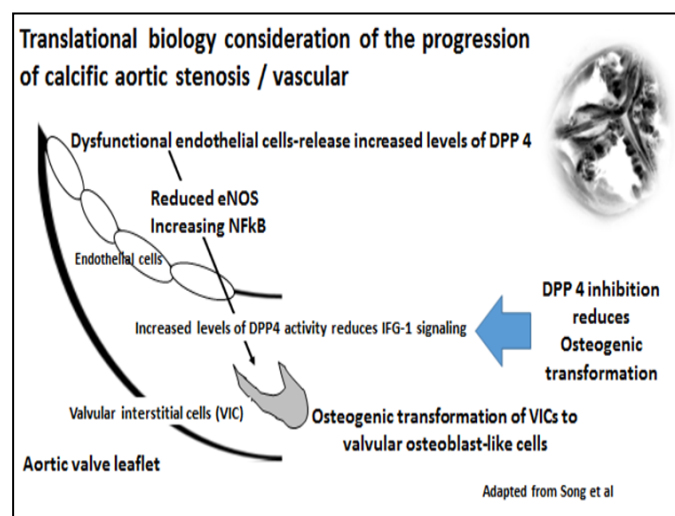 Translational biology consideration of the progression
of calcific aortic stenosis / vascular
Dysfunctional endothelial cells-release increased levels of DPP 4
Reduced eNOS
Increasing NFkB
Endothelial cells
DPP 4 inhibition
reduces
Osteogenic
transformation
Increased levels of DPP4 activity reduces IFG-1 signaling
Valvular interstitial cells (VIC)
Osteogenic transformation of VICs to
valvular osteoblast-like cells
Aortic valve leaflet
Adapted from Song et al